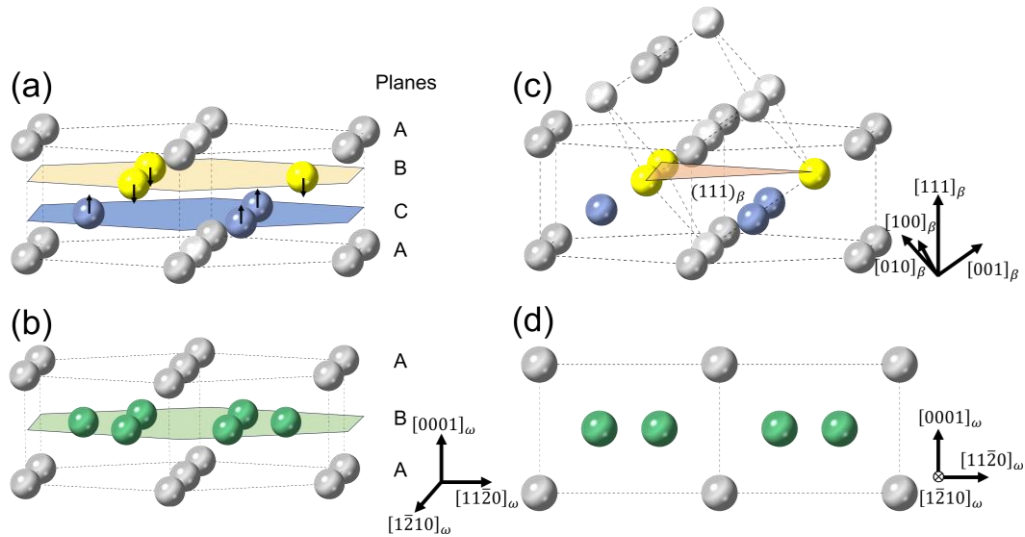 (a)
Planes
A
B
C
A
(b)
A
B
A
[0001]ω
[112̅0]ω
[12̅10]ω
(c)
(111)β
[111]β
[100]β
[010]β
[001]β
(d)
[0001]ω
[112̅0]ω
[12̅10]ω